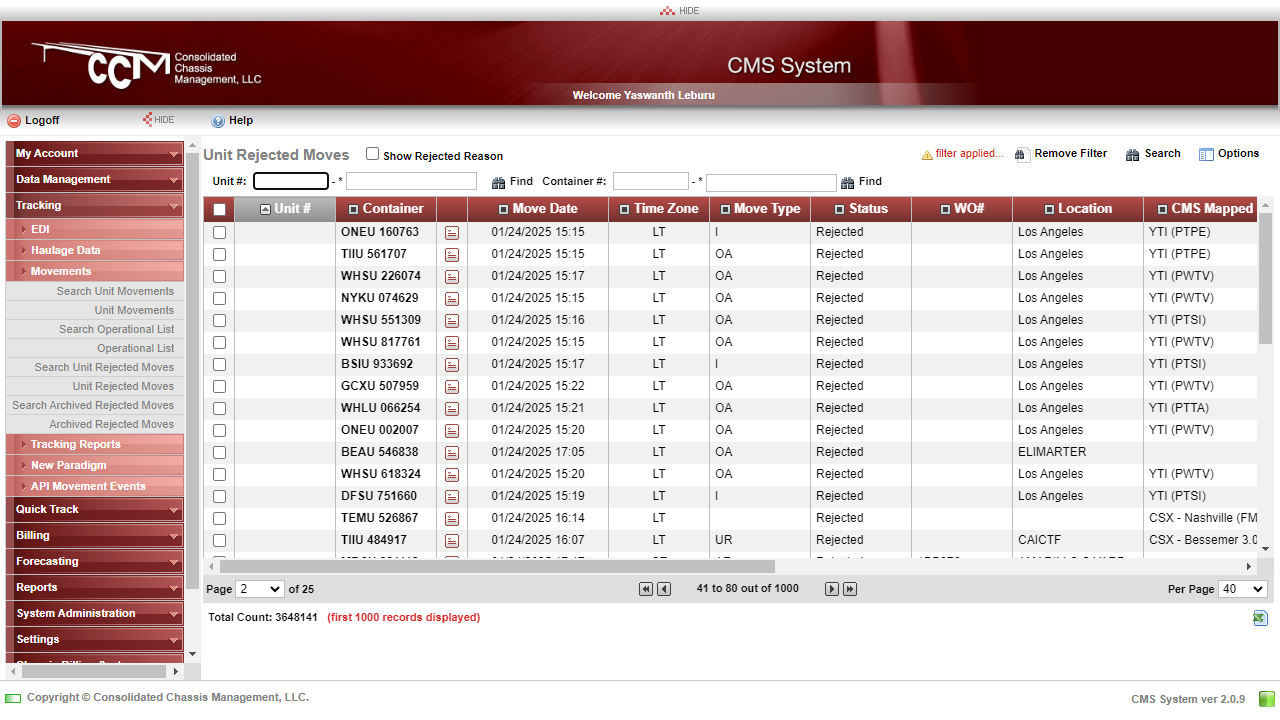 HIDE
CCM Consolidated
Chassis
Management, LLC
CMS System
Welcome Yaswanth Leburu
Logoff HIDE Help
My Account
Data Management
Tracking
EDI
Haulage Data
Movements
Search Unit Movements
Unit Movements
Search Operational List
Operational List
Search Unit Rejected Moves
Unit Rejected Moves
Search Archived Rejected Moves
Archived Rejected Moves
Tracking Reports
New Paradigm
API Movement Events
Quick Track
Billing
Forecasting
Reports
System Administration
Settings
Unit Rejected Moves Show Rejected Reason filter applied... Remove Filter Search Options
Unit #: - * Find Container #: - * Find
Unit # Container Move Date Time Zone Move Type Status WO# Location CMS Mapped
ONEU 160763 01/24/2025 15:15 LT I Rejected Los Angeles YTI (PTPE)
TIIU 561707 01/24/2025 15:15 LT OA Rejected Los Angeles YTI (PTPE)
WHSU 226074 01/24/2025 15:17 LT OA Rejected Los Angeles YTI (PWTV)
NYKU 074629 01/24/2025 15:15 LT OA Rejected Los Angeles YTI (PWTV)
WHSU 551309 01/24/2025 15:16 LT OA Rejected Los Angeles YTI (PTSI)
WHSU 817761 01/24/2025 15:15 LT OA Rejected Los Angeles YTI (PWTV)
BSIU 933692 01/24/2025 15:17 LT I Rejected Los Angeles YTI (PTSI)
GCXU 507959 01/24/2025 15:22 LT OA Rejected Los Angeles YTI (PWTV)
WHLU 066254 01/24/2025 15:21 LT OA Rejected Los Angeles YTI (PTTA)
ONEU 002007 01/24/2025 15:20 LT OA Rejected Los Angeles YTI (PWTV)
BEAU 546838 01/24/2025 17:05 LT OA Rejected ELIMARTER
WHSU 618324 01/24/2025 15:20 LT OA Rejected Los Angeles YTI (PWTV)
DFSU 751660 01/24/2025 15:19 LT I Rejected Los Angeles YTI (PTSI)
TEMU 526867 01/24/2025 16:14 LT Rejected CSX - Nashville (FM
TIIU 484917 01/24/2025 16:07 LT UR Rejected CAICTF CSX - Bessemer 3.0
Page 2 of 25 41 to 80 out of 1000 Per Page 40
Total Count: 3648141 (first 1000 records displayed)
Copyright © Consolidated Chassis Management, LLC. CMS System ver 2.0.9